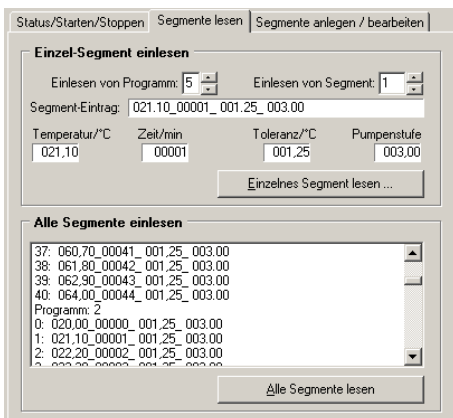 Status/Starten/Stoppen Segmente lesen Segmente anlegen / bearbeiten
Einzel-Segment einlesen
Einlesen von Programm: 5 Einlesen von Segment: 1
Segment-Eintrag: 021.10_00001_ 001.25_ 003.00
Temperatur/°C Zeit/min Toleranz/°C Pumpenstufe
021,10 00001 001,25 003,00
Einzelnes Segment lesen ...
Alle Segmente einlesen
37: 060,70_00041_ 001,25_ 003.00
38: 061,80_00042_ 001,25_ 003.00
39: 062,90_00043_ 001,25_ 003.00
40: 064,00_00044_ 001,25_ 003.00
Programm: 2
0: 020,00_00000_ 001,25_ 003.00
1: 021,10_00001_ 001,25_ 003.00
2: 022,20_00002_ 001,25_ 003.00
Alle Segmente lesen